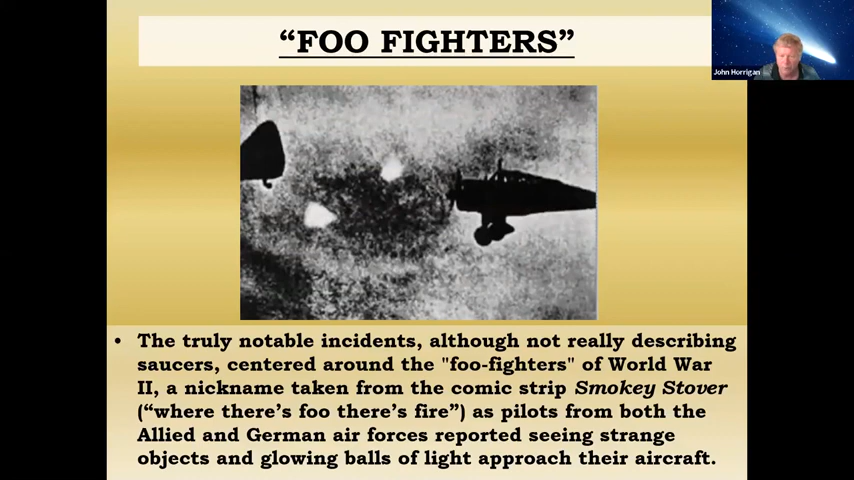 “FOO FIGHTERS”
John Horrigan
• The truly notable incidents, although not really describing
saucers, centered around the "foo-fighters" of World War
II, a nickname taken from the comic strip Smokey Stover
(“where there’s foo there’s fire”) as pilots from both the
Allied and German air forces reported seeing strange
objects and glowing balls of light approach their aircraft.